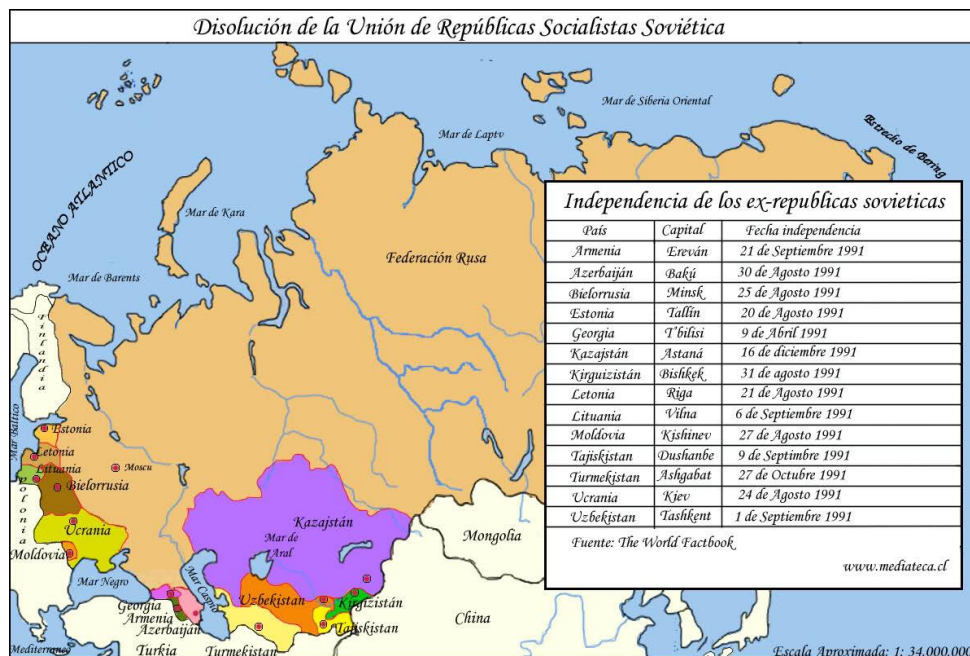 Disolución de la Unión de Repúblicas Socialistas Soviética
Mar de Siberia Oriental
Mar de Laptv
Estrecho de Bering
OCEANO ATLANTICO
Mar de Kara
Mar de Barents
Federación Rusa
Finlandia
Mar Baltico
Estonia
Letonia
Lituania
Polonia
Bielorrusia
Moscu
Ucrania
Moldovia
Mar Negro
Kazajstán
Mar de
Aral
Mongolia
Mar Caspio
Georgia
Armenia
Azerbaiján
Uzbekistan
Kirgizistán
Tajiskistan
China
Mediterraneo
Turkia
Turmekistan
Independencia de los ex-republicas sovieticas
País Capital Fecha independencia
Armenia Ereván 21 de Septiembre 1991
Azerbaiján Bakú 30 de Agosto 1991
Bielorrusia Minsk 25 de Agosto 1991
Estonia Tallín 20 de Agosto 1991
Georgia T'bilisi 9 de Abril 1991
Kazajstán Astaná 16 de diciembre 1991
Kirguizistán Bishkek 31 de agosto 1991
Letonia Riga 21 de Agosto 1991
Lituania Vilna 6 de Septiembre 1991
Moldovia Kishinev 27 de Agosto 1991
Tajiskistan Dushanbe 9 de Septimbre 1991
Turmekistan Ashgabat 27 de Octubre 1991
Ucrania Kiev 24 de Agosto 1991
Uzbekistan Tashkent 1 de Septiembre 1991
Fuente: The World Factbook
www.mediateca.cl
Escala Aproximada: 1: 34.000.000